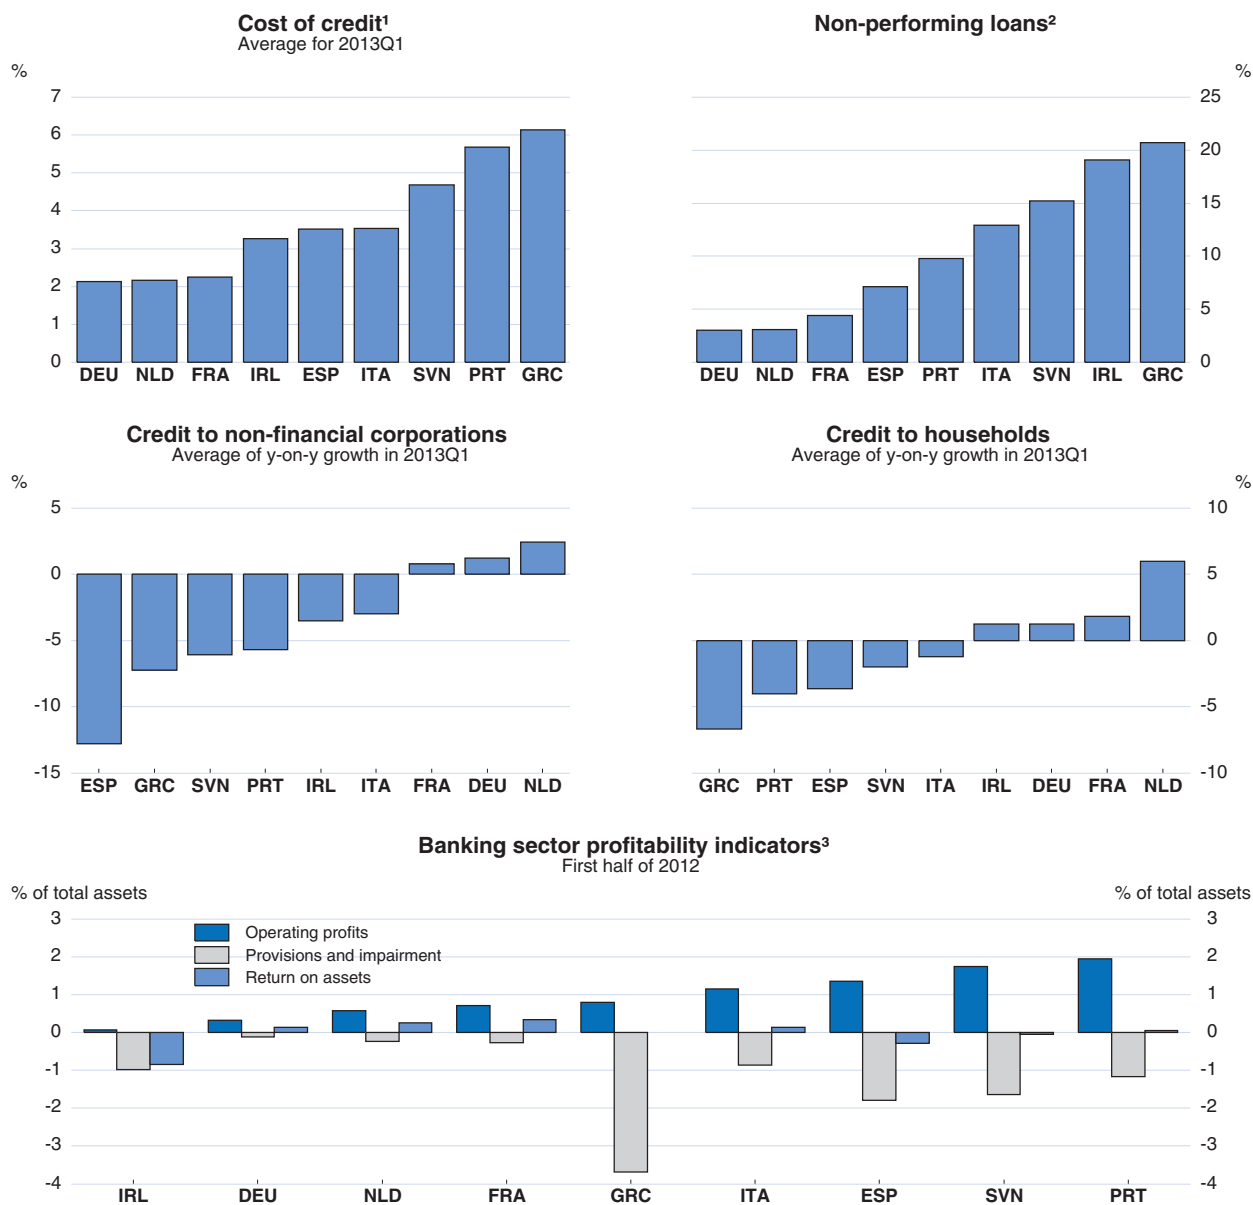 Cost of credit¹
Average for 2013Q1
%
7
6
5
4
3
2
1
0
DEU NLD FRA IRL ESP ITA SVN PRT GRC
Non-performing loans²
%
25
20
15
10
5
0
DEU NLD FRA ESP PRT ITA SVN IRL GRC
Credit to non-financial corporations
Average of y-on-y growth in 2013Q1
%
5
0
-5
-10
-15
ESP GRC SVN PRT IRL ITA FRA DEU NLD
Credit to households
Average of y-on-y growth in 2013Q1
%
10
5
0
-5
-10
GRC PRT ESP SVN ITA IRL DEU FRA NLD
Banking sector profitability indicators³
First half of 2012
% of total assets % of total assets
3 3
2 2
1 1
0 0
-1 -1
-2 -2
-3 -3
-4 -4
Operating profits
Provisions and impairment
Return on assets
IRL DEU NLD FRA GRC ITA ESP SVN PRT